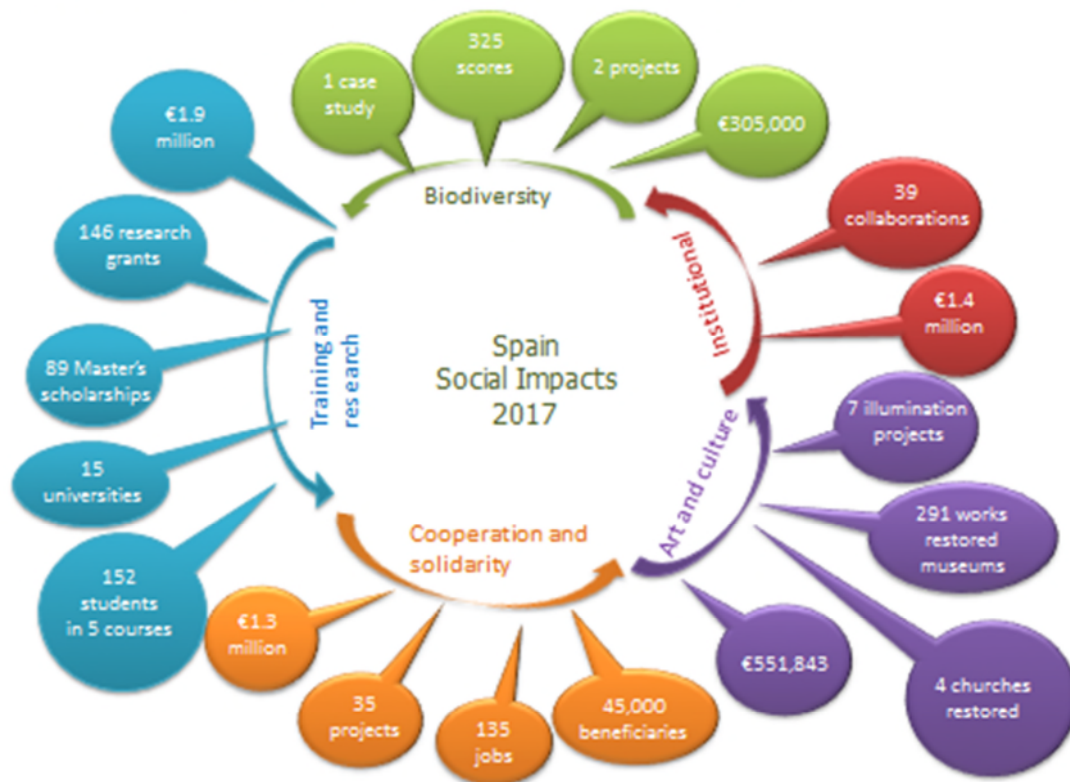 Spain
Social Impacts
2017
Biodiversity
1 case
study
325
scores
2 projects
€305,000
Institutional
39
collaborations
€1.4
million
Art and culture
7 illumination
projects
291 works
restored
museums
4 churches
restored
€551,843
Cooperation and
solidarity
45,000
beneficiaries
135
jobs
35
projects
€1.3
million
Training and
research
152
students
in 5 courses
15
universities
89 Master's
scholarships
146 research
grants
€1.9
million